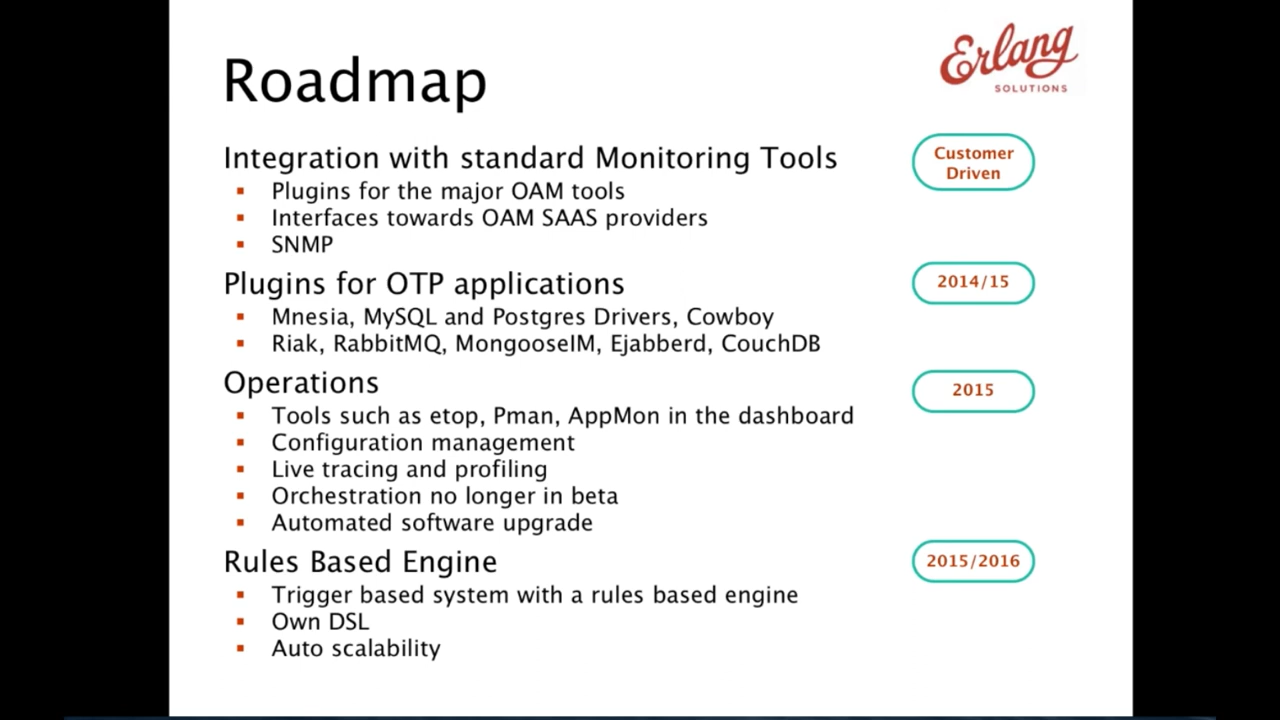 Roadmap
Erlang
SOLUTIONS
Integration with standard Monitoring Tools
Customer
Driven
▪ Plugins for the major OAM tools
▪ Interfaces towards OAM SAAS providers
▪ SNMP
Plugins for OTP applications
2014/15
▪ Mnesia, MySQL and Postgres Drivers, Cowboy
▪ Riak, RabbitMQ, MongooseIM, Ejabberd, CouchDB
Operations
2015
▪ Tools such as etop, Pman, AppMon in the dashboard
▪ Configuration management
▪ Live tracing and profiling
▪ Orchestration no longer in beta
▪ Automated software upgrade
Rules Based Engine
2015/2016
▪ Trigger based system with a rules based engine
▪ Own DSL
▪ Auto scalability